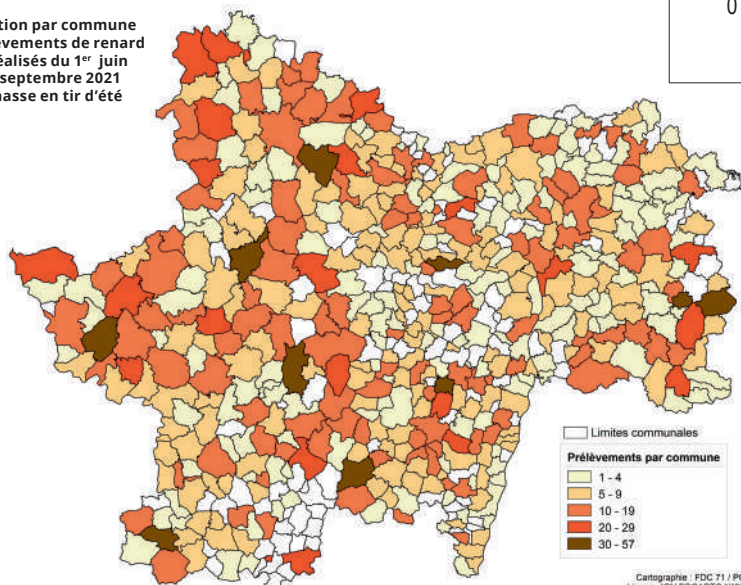 tion par commune
èvements de renard
éalisés du 1er juin
septembre 2021
asse en tir d'été
0
Limites communales
Prélèvements par commune
1 - 4
5 - 9
10 - 19
20 - 29
30 - 57
Cartographie : FDC 71 /